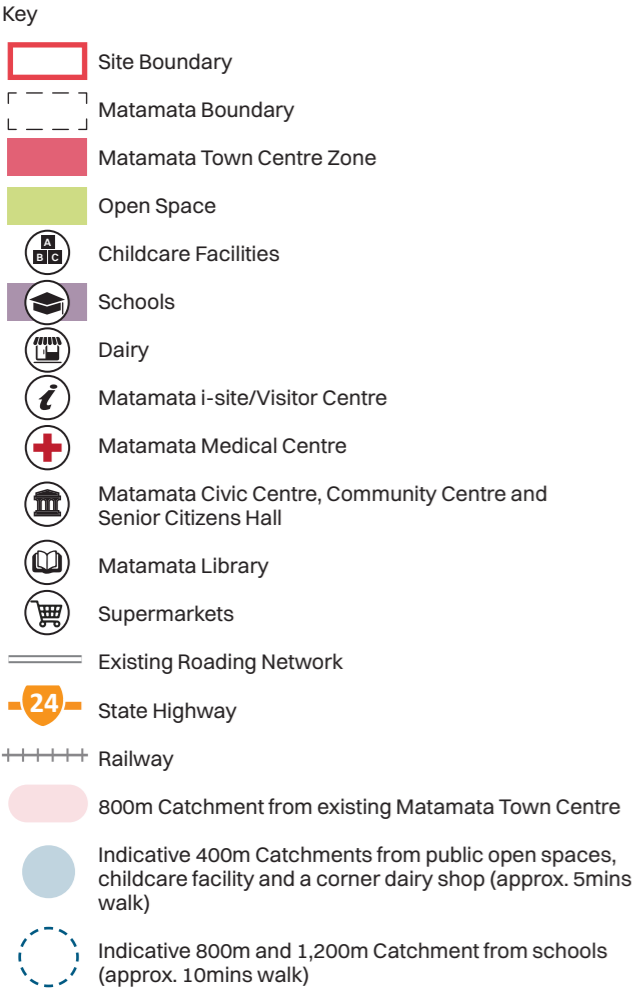 Key
Site Boundary
Matamata Boundary
Matamata Town Centre Zone
Open Space
A
B C
Childcare Facilities
Schools
Dairy
i
Matamata i-site/Visitor Centre
Matamata Medical Centre
Matamata Civic Centre, Community Centre and
Senior Citizens Hall
Matamata Library
Supermarkets
Existing Roading Network
24
State Highway
Railway
800m Catchment from existing Matamata Town Centre
Indicative 400m Catchments from public open spaces,
childcare facility and a corner dairy shop (approx. 5mins
walk)
Indicative 800m and 1,200m Catchment from schools
(approx. 10mins walk)